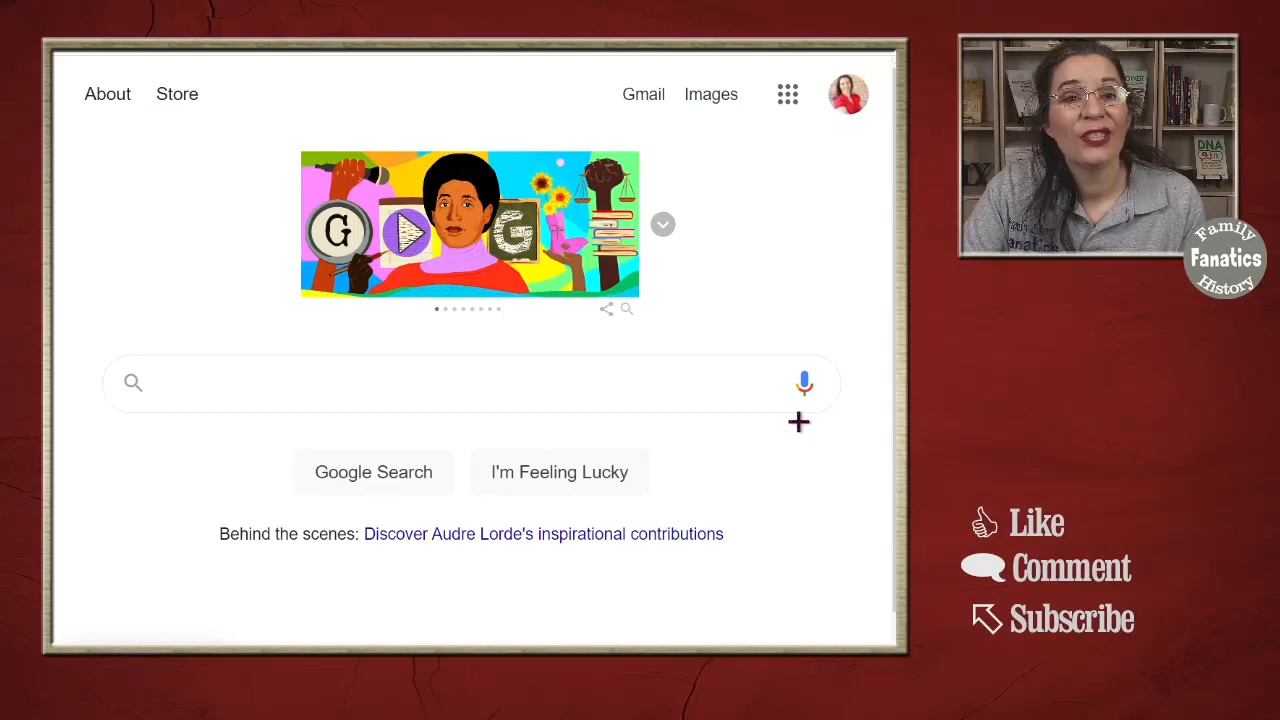 About Store Gmail Images
G G
Google Search I'm Feeling Lucky
Behind the scenes: Discover Audre Lorde's inspirational contributions
DNA
Family
Fanatics
History
Like
Comment
Subscribe